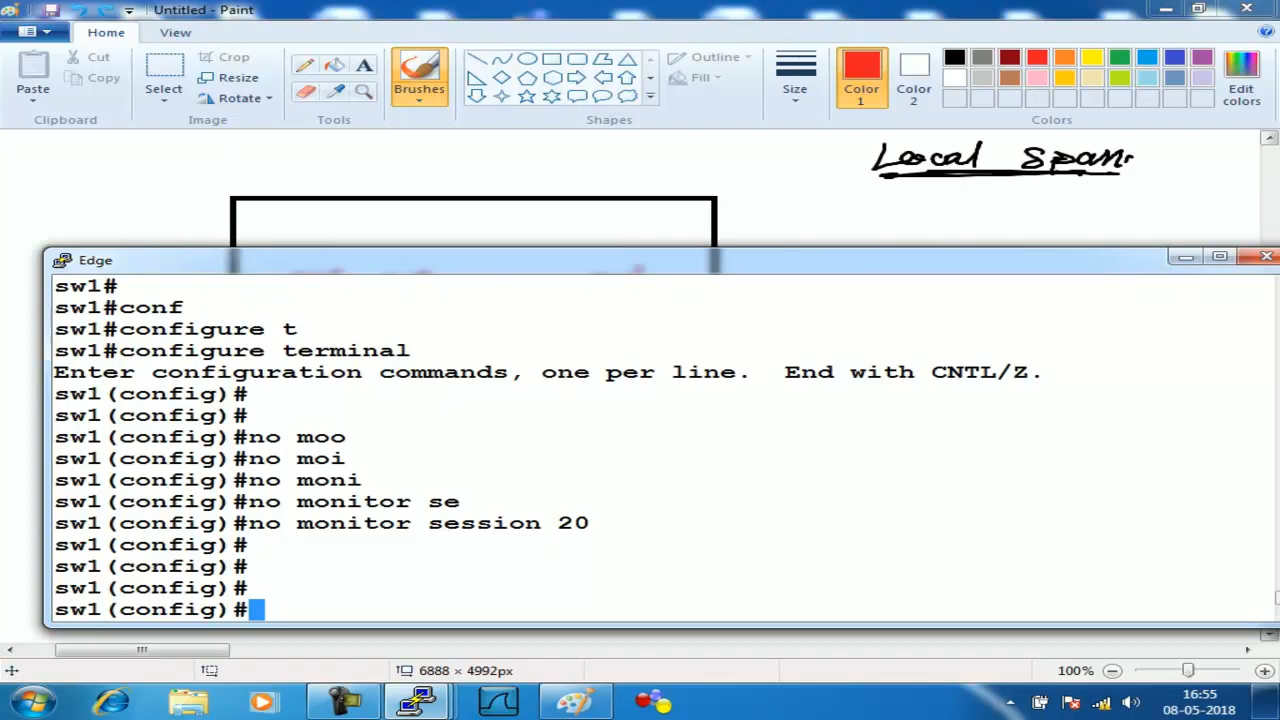 Untitled - Paint
Home View
Paste
Cut
Copy
Clipboard
Select
Crop
Resize
Rotate
Image
Tools
Brushes
Outline
Fill
Shapes
Size
Color 1
Color 2
Edit colors
Colors
Local Span
Edge
sw1#
sw1#conf
sw1#configure t
sw1#configure terminal
Enter configuration commands, one per line.  End with CNTL/Z.
sw1(config)#
sw1(config)#
sw1(config)#no moo
sw1(config)#no moi
sw1(config)#no moni
sw1(config)#no monitor se
sw1(config)#no monitor session 20
sw1(config)#
sw1(config)#
sw1(config)#
sw1(config)#
6888 × 4992px
100%
16:55
08-05-2018